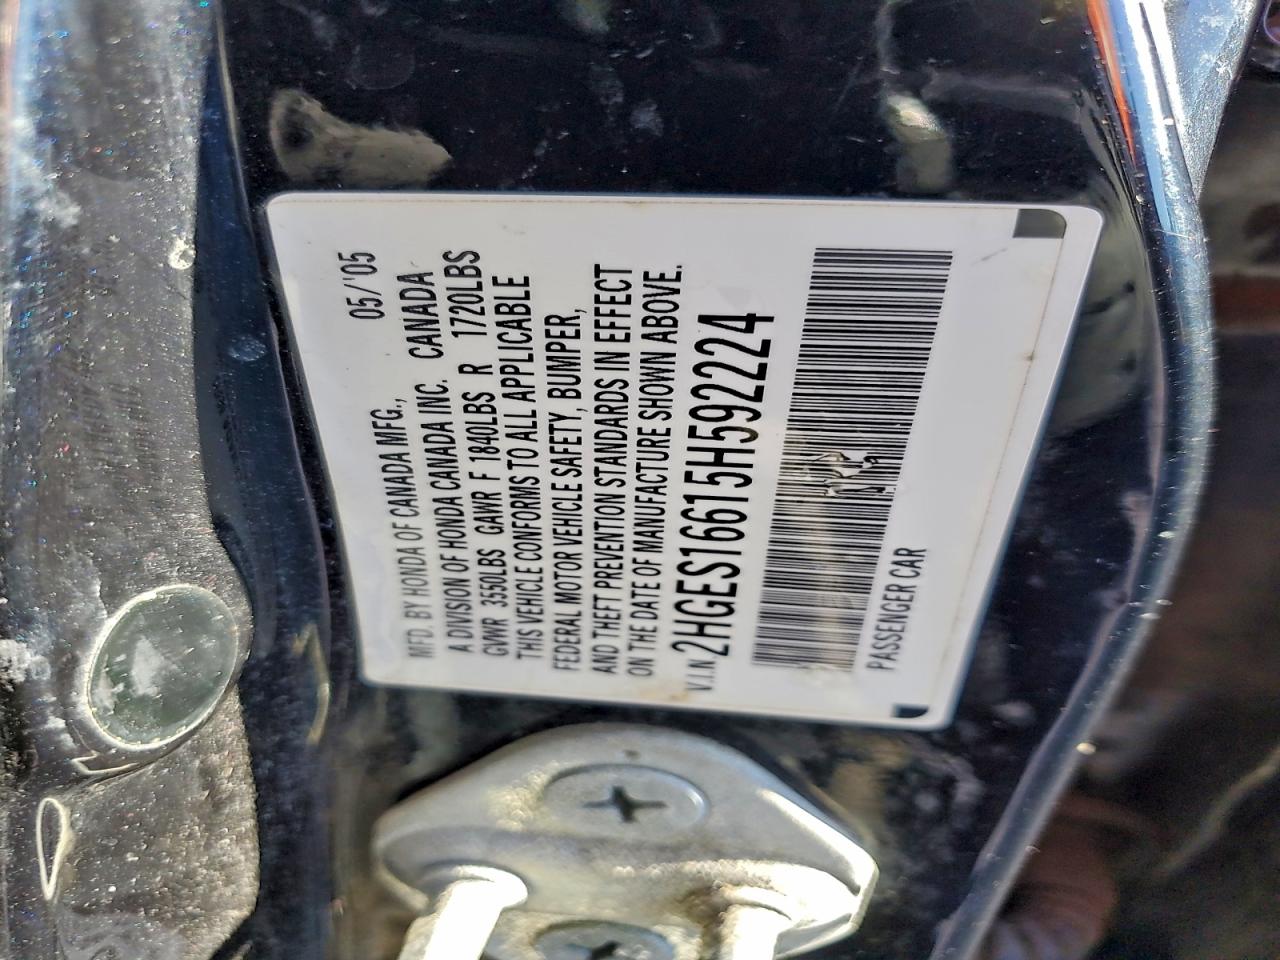 MFD. BY HONDA OF CANADA MFG., 05/'05
A DIVISION OF HONDA CANADA INC. CANADA
GVWR 3550LBS GAWR F 1840LBS R 1720LBS
THIS VEHICLE CONFORMS TO ALL APPLICABLE
FEDERAL MOTOR VEHICLE SAFETY, BUMPER,
AND THEFT PREVENTION STANDARDS IN EFFECT
ON THE DATE OF MANUFACTURE SHOWN ABOVE.
V.I.N 2HGES16615H592224
PASSENGER CAR